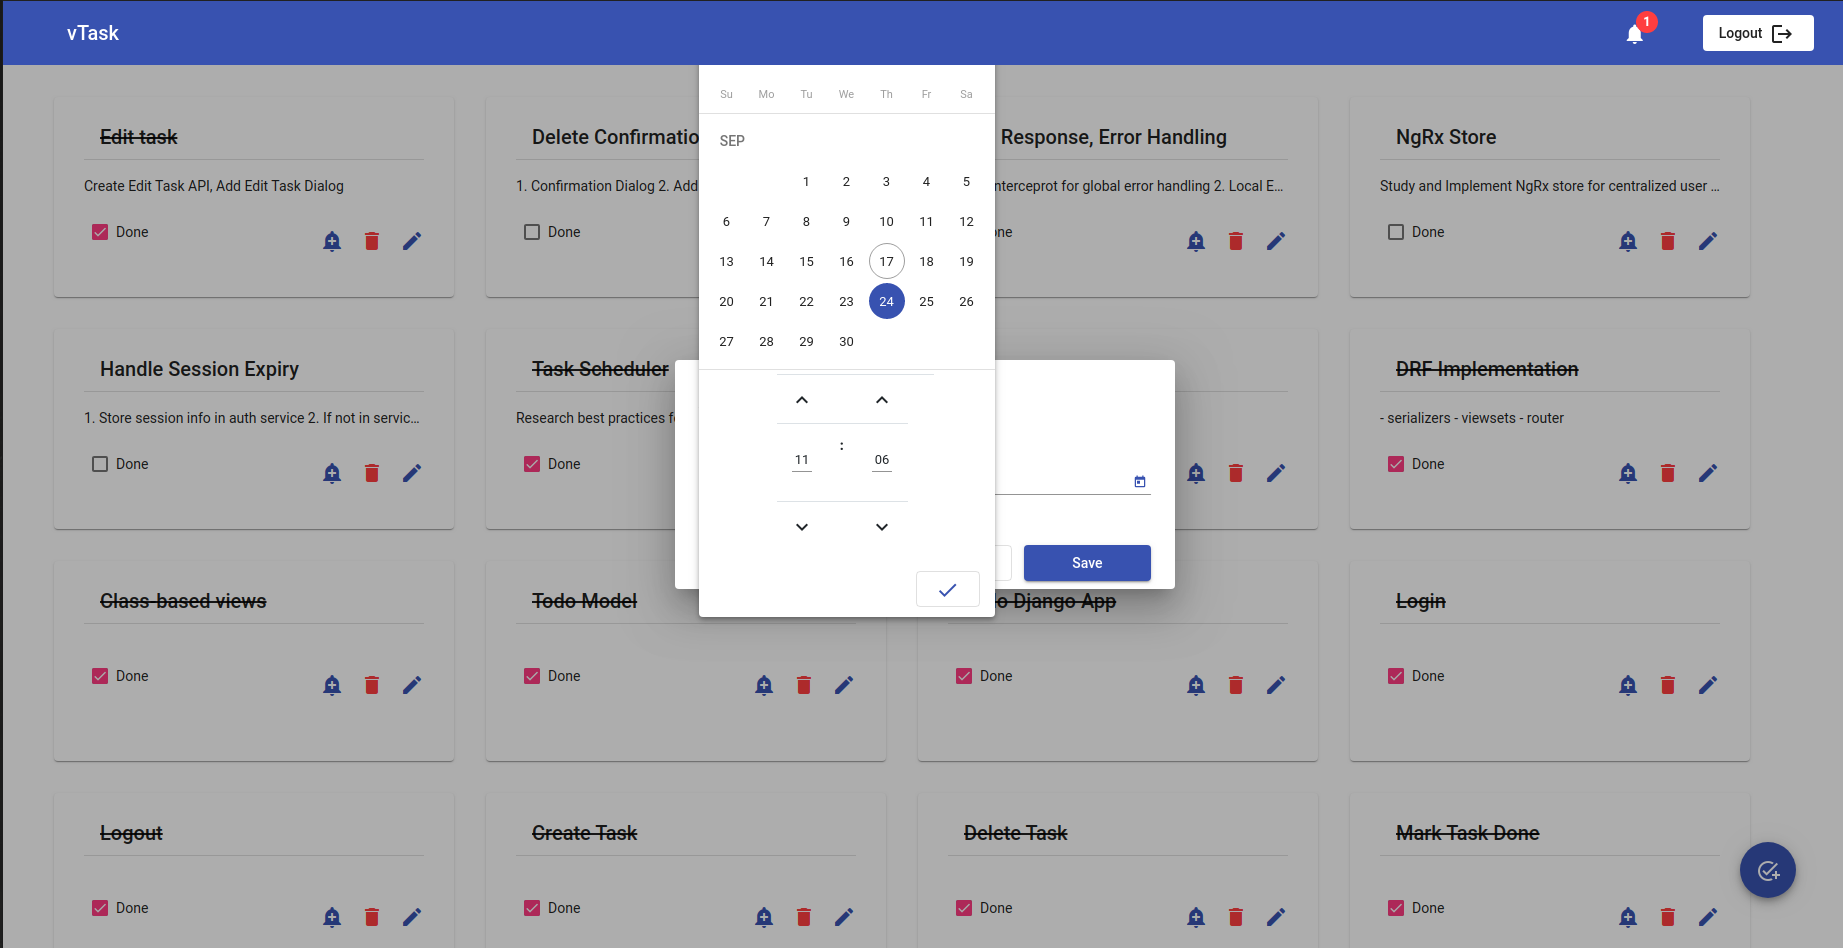 vTask
1
Logout
Su Mo Tu We Th Fr Sa
SEP
1 2 3 4 5
6 7 8 9 10 11 12
13 14 15 16 17 18 19
20 21 22 23 24 25 26
27 28 29 30
11 : 06
Save
Edit task
Create Edit Task API, Add Edit Task Dialog
Done
Delete Confirmatio
1. Confirmation Dialog 2. Add
Done
Response, Error Handling
nterceprot for global error handling 2. Local E...
ne
NgRx Store
Study and Implement NgRx store for centralized user ...
Done
Handle Session Expiry
1. Store session info in auth service 2. If not in servic...
Done
Task Scheduler
Research best practices f
Done
DRF Implementation
- serializers - viewsets - router
Done
Class-based views
Done
Todo Model
Done
o Django App
Done
Login
Done
Logout
Done
Create Task
Done
Delete Task
Done
Mark Task Done
Done